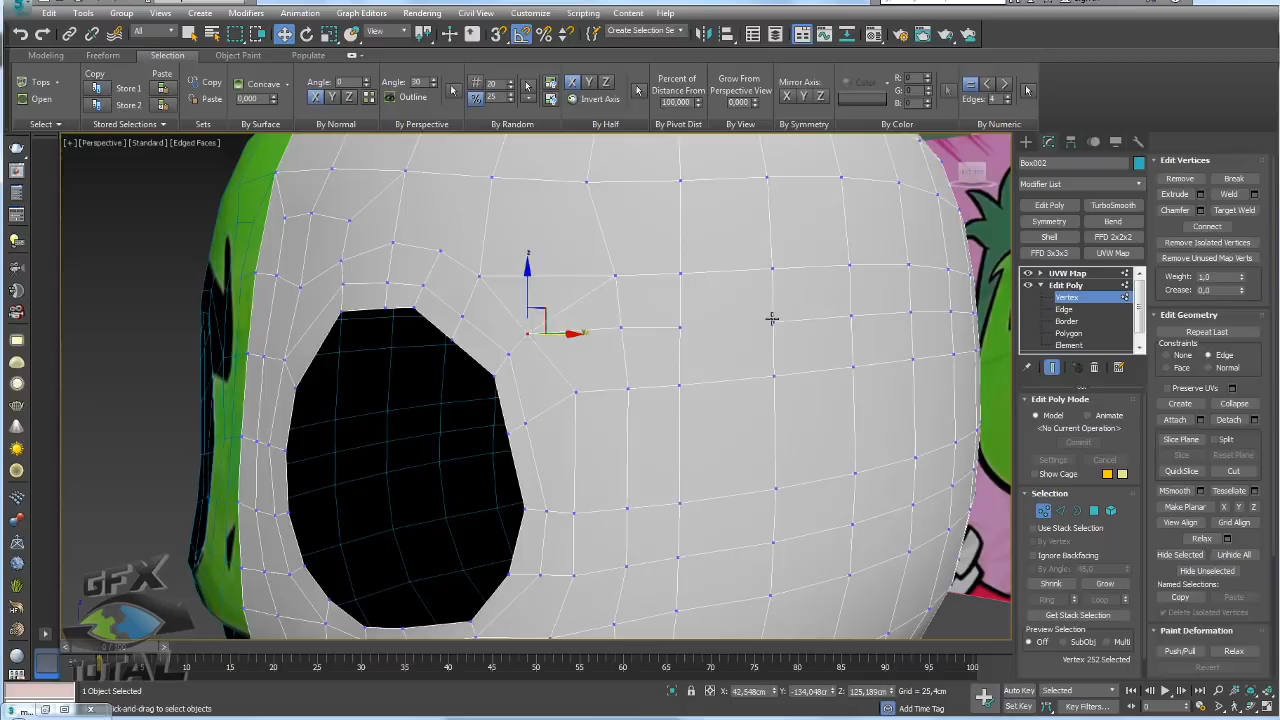 File Edit Tools Group Views Create Modifiers Animation Graph Editors Rendering Civil View Customize Scripting Content Help
All View Create Selection Se
Modeling Freeform Selection Object Paint Populate
Tops Copy Paste Copy Concave Angle: 0 Angle: 30 20 X Y Z Percent of Distance From Grow From Perspective View Mirror Axis: Color R: 0 G: 0 B: 0
Open Store 1 Store 2 Paste 0,000 X Y Z Outline 25 Invert Axis 100,000 0,000 X Y Z Edges: 4
Select Stored Selections Sets By Surface By Normal By Perspective By Random By Half By Pivot Dist By View By Symmetry By Color By Numeric
[+] [Perspective] [Standard] [Edged Faces]
Box002
Modifier List
Edit Poly TurboSmooth
Symmetry Bend
Shell FFD 2x2x2
FFD 3x3x3 UVW Map
UVW Map
Edit Poly
Vertex
Edge
Border
Polygon
Element
Edit Poly Mode
Model Animate
<No Current Operation>
Commit
Settings Cancel
Show Cage
Selection
Use Stack Selection
By Vertex
Ignore Backfacing
By Angle: 45,0
Shrink Grow
Ring Loop
Get Stack Selection
Preview Selection
Off SubObj Multi
Vertex 252 Selected
Edit Vertices
Remove Break
Extrude Weld
Chamfer Target Weld
Connect
Remove Isolated Vertices
Remove Unused Map Verts
Weight: 1,0
Crease: 0,0
Edit Geometry
Repeat Last
Constraints
None Edge
Face Normal
Preserve UVs
Create Collapse
Attach Detach
Slice Plane Split
Slice Reset Plane
QuickSlice Cut
MSmooth Tessellate
Make Planar X Y Z
View Align Grid Align
Relax
Hide Selected Unhide All
Hide Unselected
Named Selections:
Copy Paste
Delete Isolated Vertices
Paint Deformation
Push/Pull Relax
Revert
GFX
TOTAL
0 / 100
10 15 20 25 30 35 40 45 50 55 60 65 70 75 80 85 90 95 100
1 Object Selected X: 42,548cm Y: -134,048cm Z: 125,189cm Grid = 25,4cm Auto Key Selected
Click-and-drag to select objects Add Time Tag Set Key Key Filters... 0